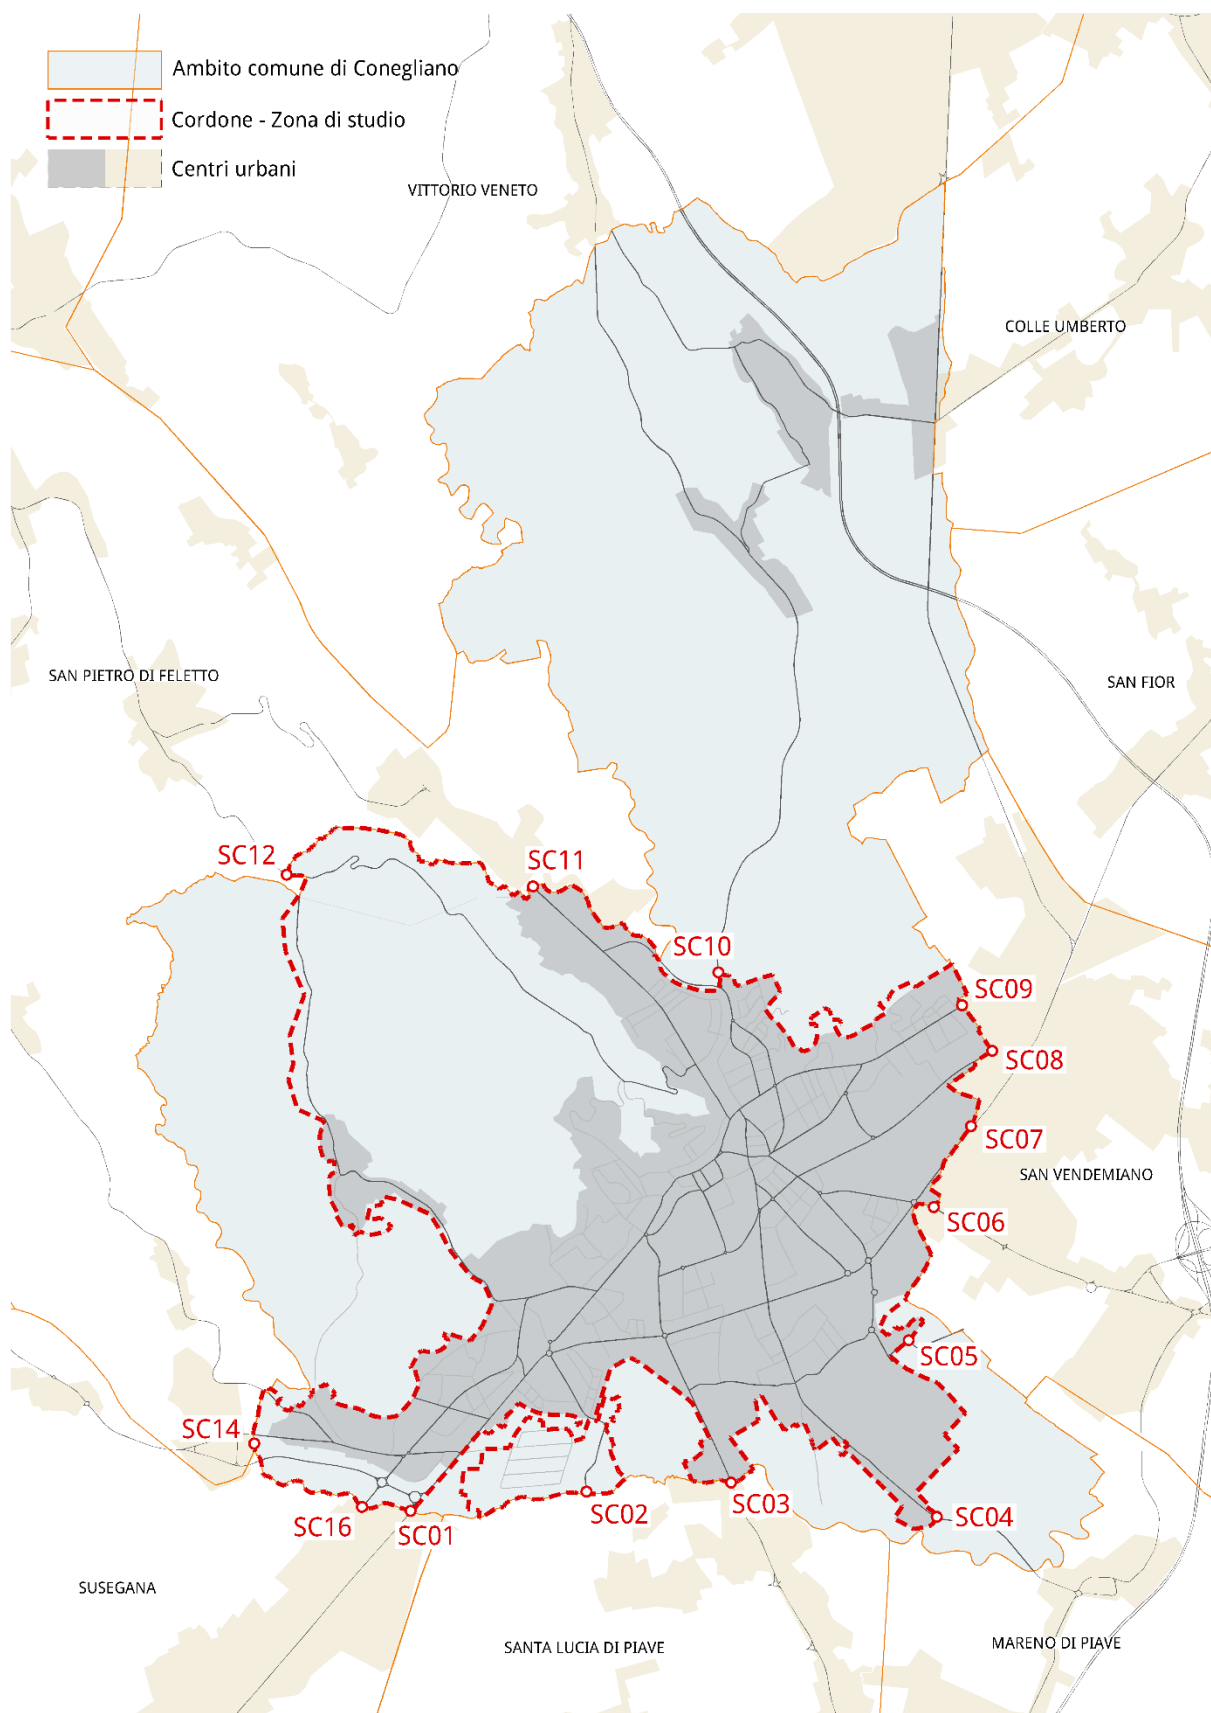 Ambito comune di Conegliano
Cordone - Zona di studio
Centri urbani
VITTORIO VENETO
COLLE UMBERTO
SAN PIETRO DI FELETTO
SAN FIOR
SC12
SC11
SC10
SC09
SC08
SC07
SAN VENDEMIANO
SC06
SC05
SC14
SC16
SC01
SC02
SC03
SC04
SUSEGANA
SANTA LUCIA DI PIAVE
MARENO DI PIAVE